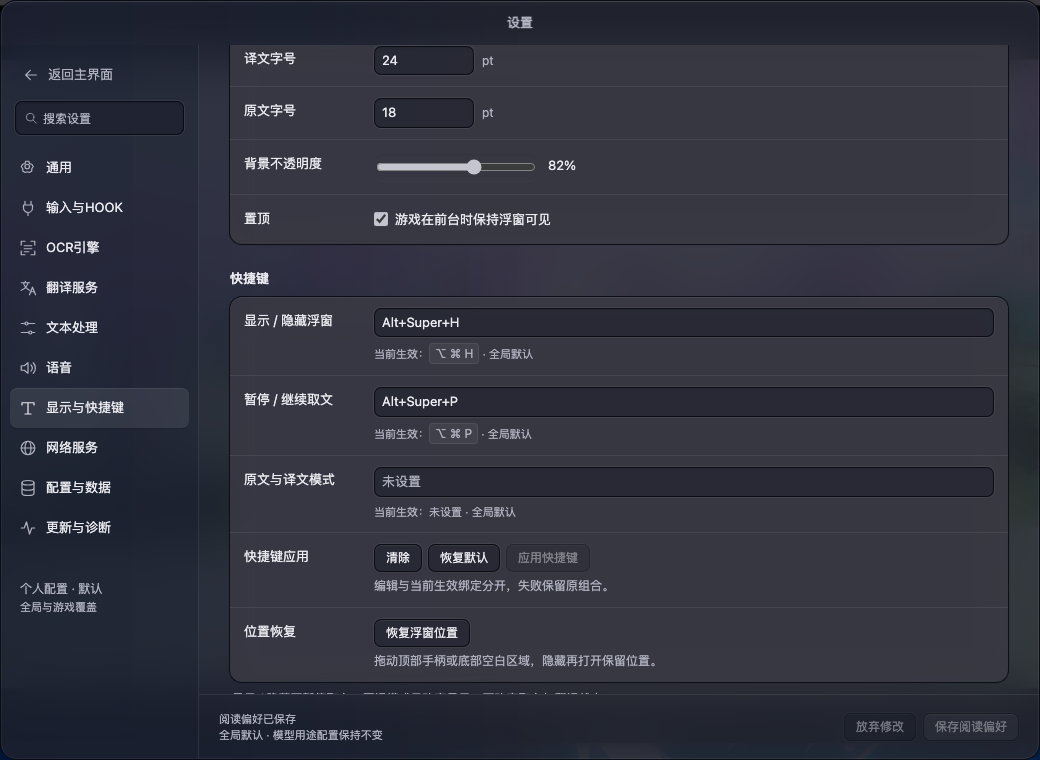 设置
返回主界面
搜索设置
通用
输入与HOOK
OCR引擎
翻译服务
文本处理
语音
显示与快捷键
网络服务
配置与数据
更新与诊断
个人配置 · 默认
全局与游戏覆盖
译文字号 24 pt
原文字号 18 pt
背景不透明度 82%
置顶 游戏在前台时保持浮窗可见
快捷键
显示 / 隐藏浮窗 Alt+Super+H
当前生效： ⌥ ⌘ H · 全局默认
暂停 / 继续取文 Alt+Super+P
当前生效： ⌥ ⌘ P · 全局默认
原文与译文模式 未设置
当前生效： 未设置 · 全局默认
快捷键应用 清除 恢复默认 应用快捷键
编辑与当前生效绑定分开，失败保留原组合。
位置恢复 恢复浮窗位置
拖动顶部手柄或底部空白区域，隐藏再打开保留位置。
阅读偏好已保存
全局默认 · 模型用途配置保持不变
放弃修改 保存阅读偏好